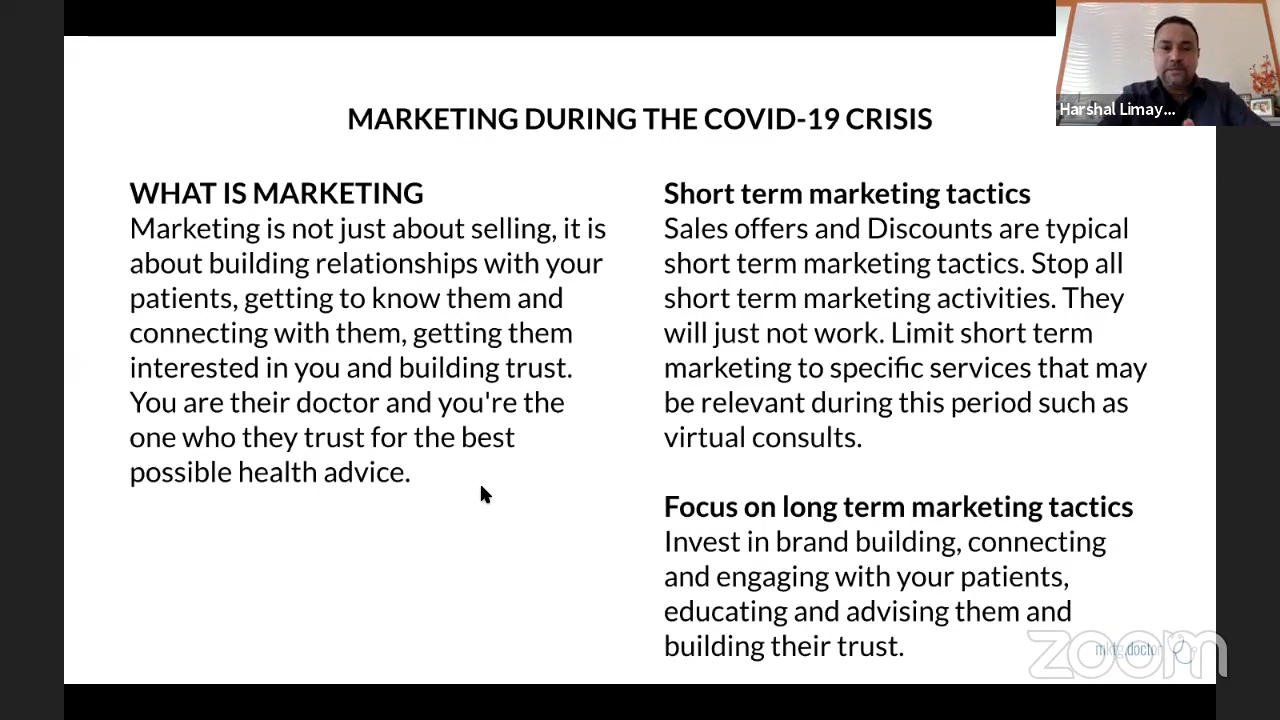 MARKETING DURING THE COVID-19 CRISIS
WHAT IS MARKETING
Marketing is not just about selling, it is
about building relationships with your
patients, getting to know them and
connecting with them, getting them
interested in you and building trust.
You are their doctor and you're the
one who they trust for the best
possible health advice.
Short term marketing tactics
Sales offers and Discounts are typical
short term marketing tactics. Stop all
short term marketing activities. They
will just not work. Limit short term
marketing to specific services that may
be relevant during this period such as
virtual consults.
Focus on long term marketing tactics
Invest in brand building, connecting
and engaging with your patients,
educating and advising them and
building their trust.
Harshal Limay...
mktg.doctor
zoom